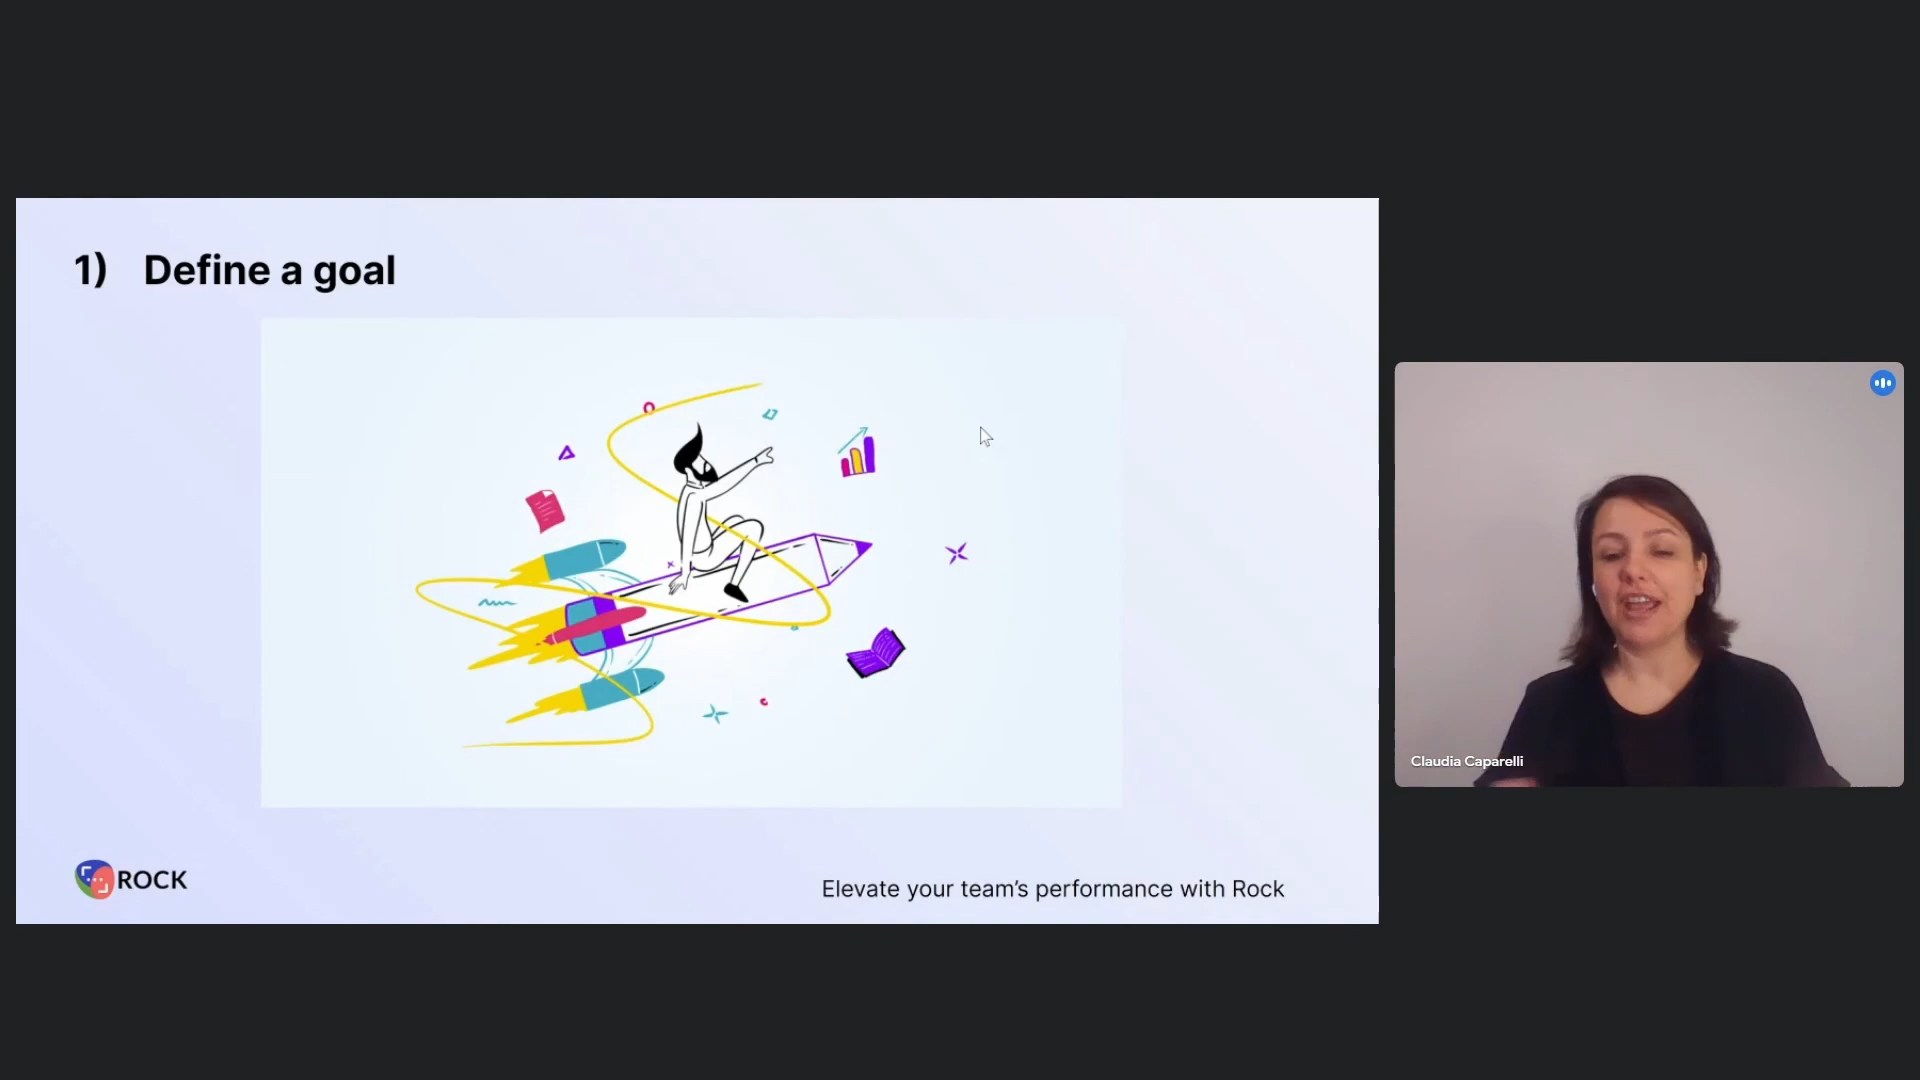 1) Define a goal
ROCK
Elevate your team’s performance with Rock
Claudia Caparelli